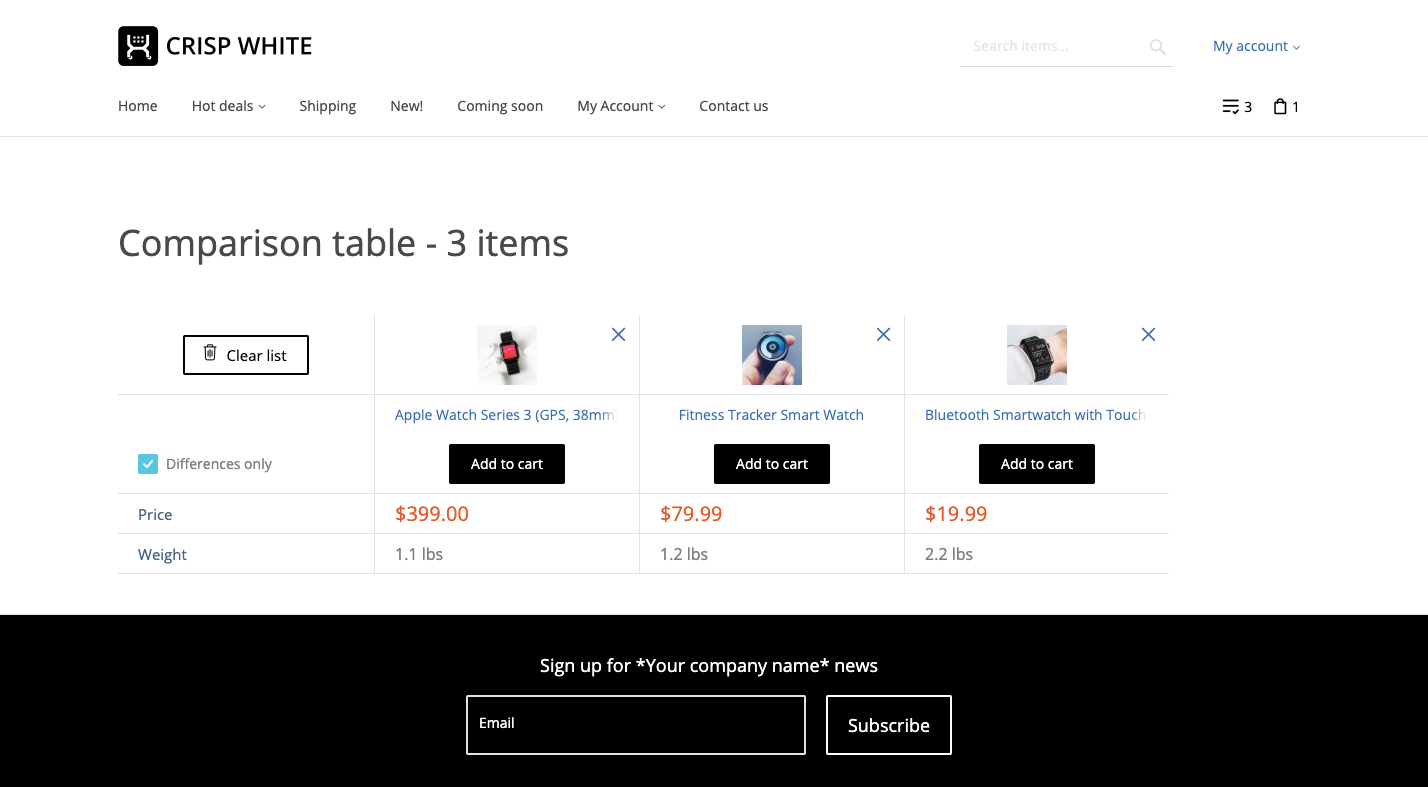 CRISP WHITE
Search items...
My account
Home Hot deals Shipping New! Coming soon My Account Contact us
3 1
Comparison table - 3 items
Clear list
Apple Watch Series 3 (GPS, 38mm Fitness Tracker Smart Watch Bluetooth Smartwatch with Touch
Differences only Add to cart Add to cart Add to cart
Price $399.00 $79.99 $19.99
Weight 1.1 lbs 1.2 lbs 2.2 lbs
Sign up for *Your company name* news
Email Subscribe